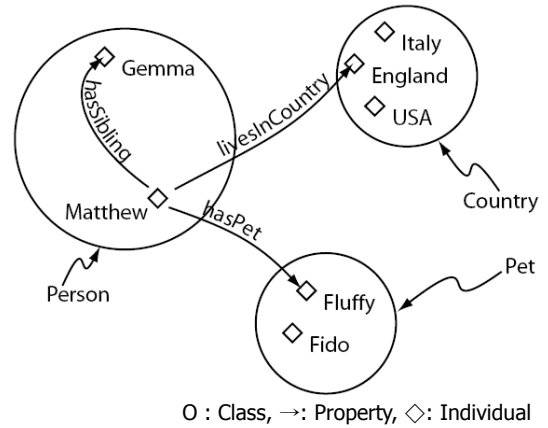 Italy
Gemma
England
hasSibling
livesInCountry
USA
Matthew
hasPet
Country
Person
Pet
Fluffy
Fido
O : Class, →: Property, ◇: Individual